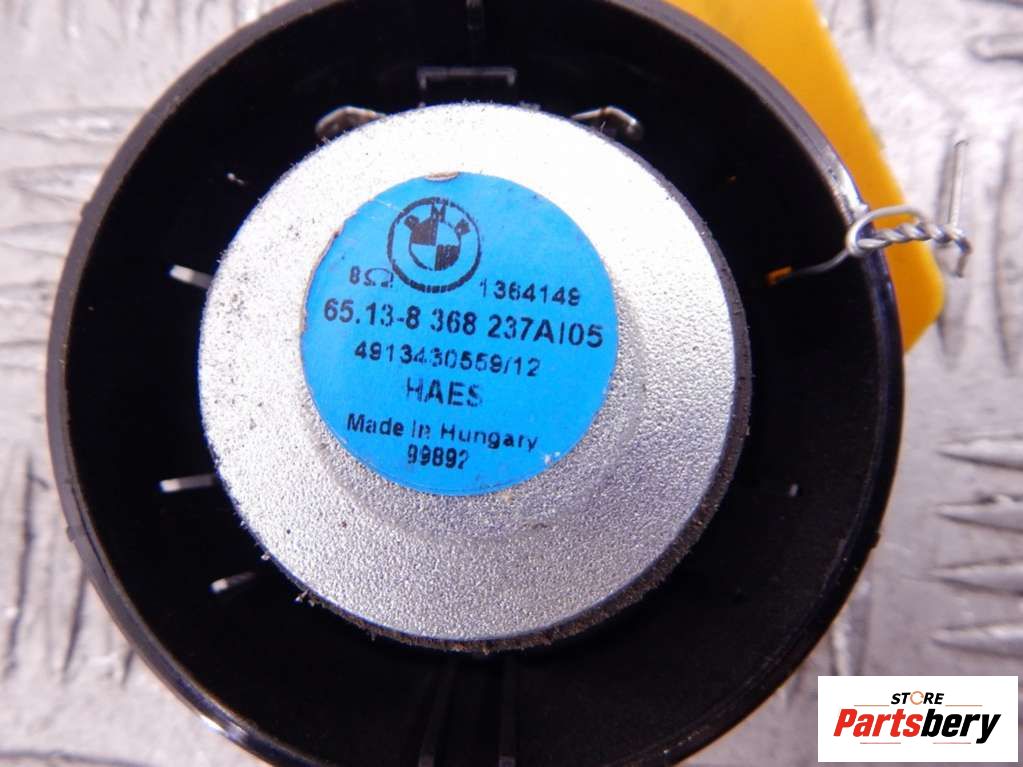 8Ω 1364149
65.13-8 368 237AI05
4913430559/12
HAES
Made In Hungary
99892
STORE
Partsbery